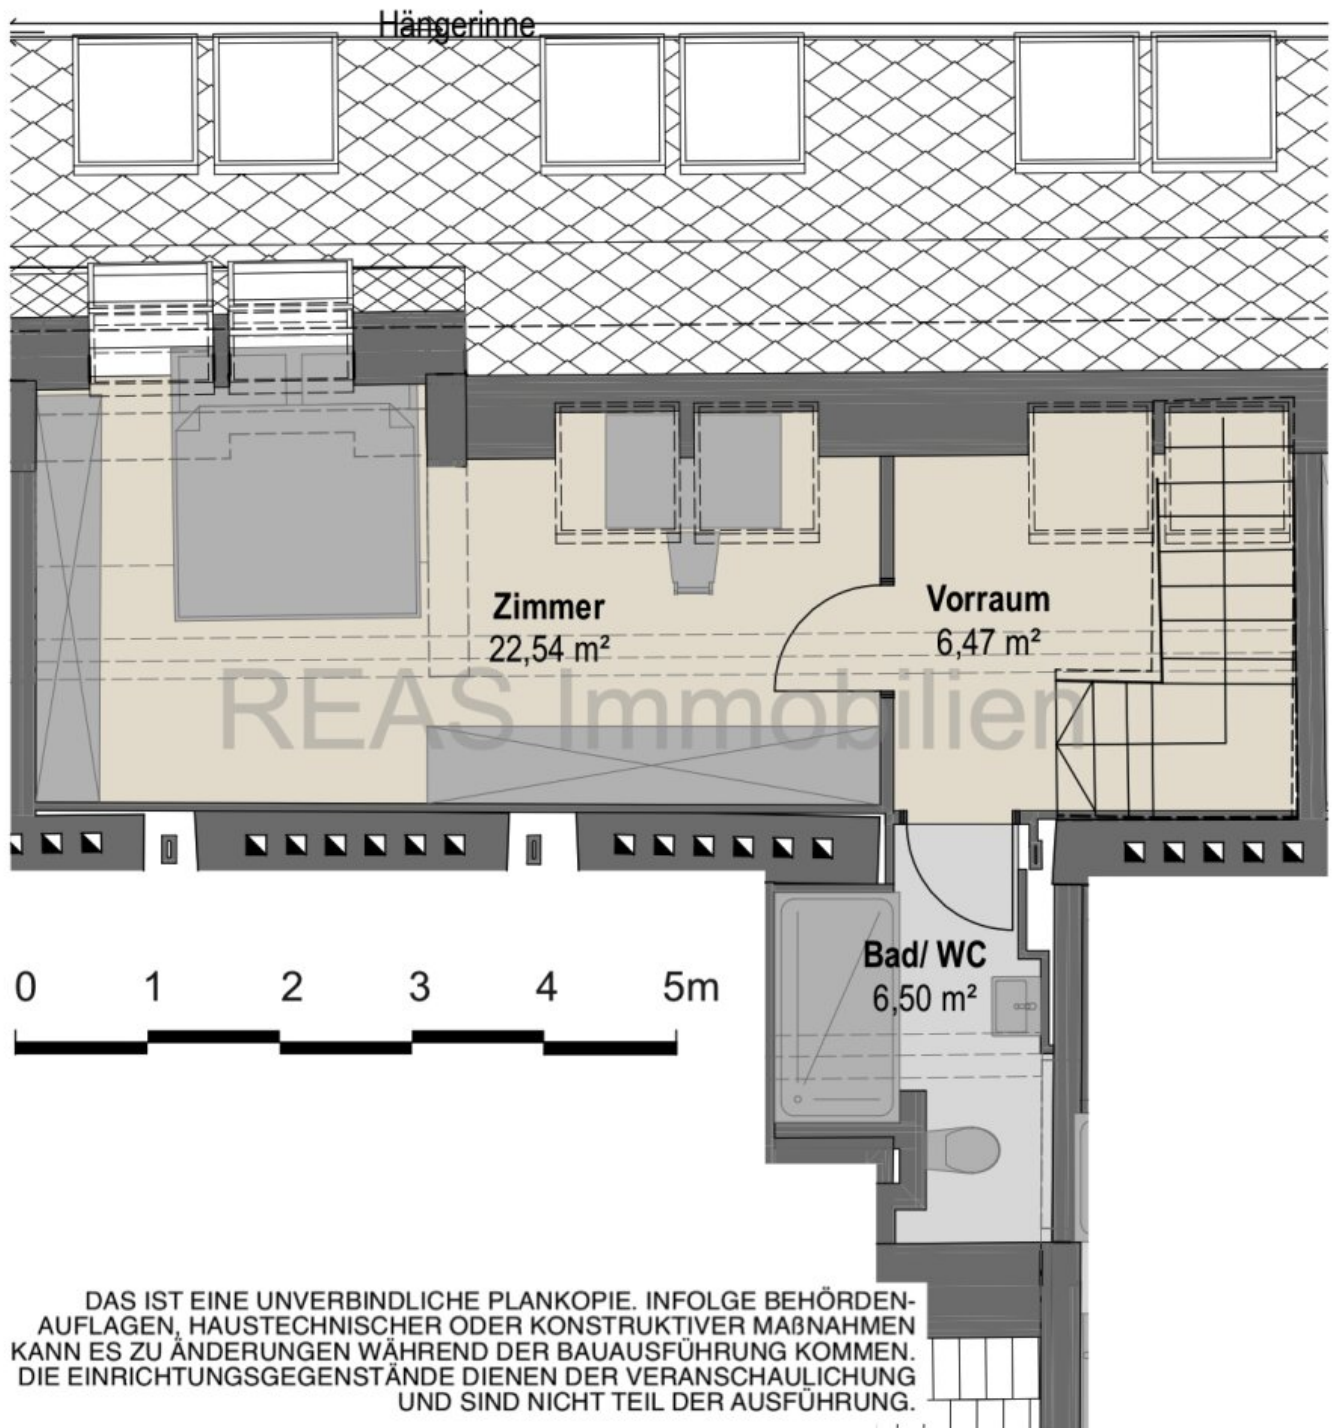 Hängerinne
Zimmer
22,54 m²
Vorraum
6,47 m²
REAS Immobilien
Bad/ WC
6,50 m²
0 1 2 3 4 5m
DAS IST EINE UNVERBINDLICHE PLANKOPIE. INFOLGE BEHÖRDEN-
AUFLAGEN, HAUSTECHNISCHER ODER KONSTRUKTIVER MAßNAHMEN
KANN ES ZU ÄNDERUNGEN WÄHREND DER BAUAUSFÜHRUNG KOMMEN.
DIE EINRICHTUNGSGEGENSTÄNDE DIENEN DER VERANSCHAULICHUNG
UND SIND NICHT TEIL DER AUSFÜHRUNG.